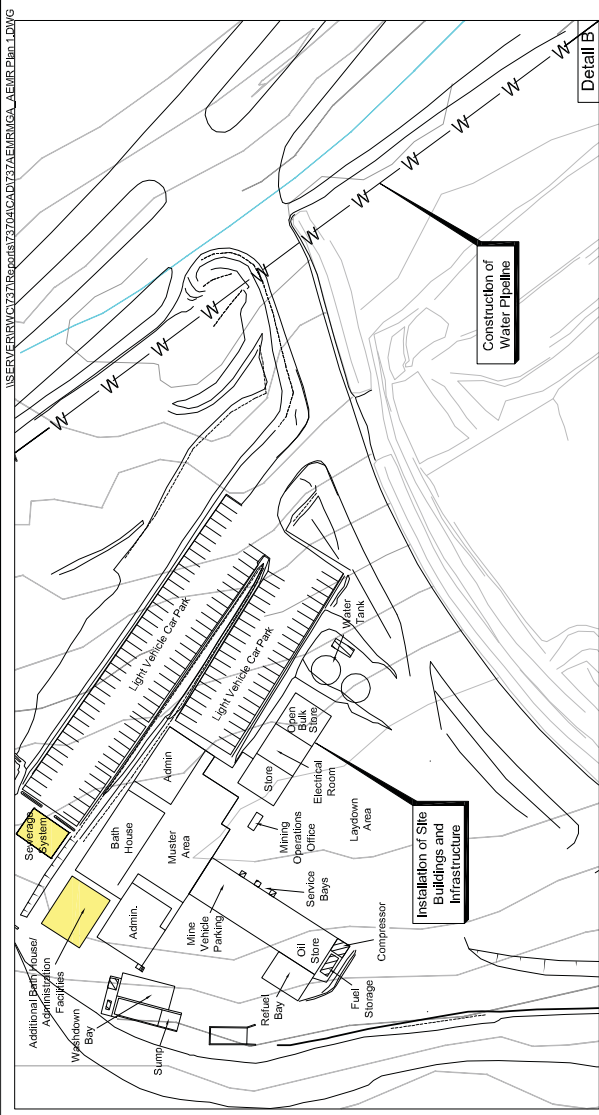 \\SERVER\RWC\737\Reports\73704\CAD\737AEMRMGA_AEMR Plan 1.DWG
Additional Bath House/
Administration
Facilities
Sewerage
System
Washdown
Bay
Sump
Admin.
Bath
House
Admin
Muster
Area
Light Vehicle Car Park
Light Vehicle Car Park
Mine
Vehicle
Parking
Refuel
Bay
Oil
Store
Fuel
Storage
Compressor
Service
Bays
Mining
Operations
Office
Laydown
Area
Store
Electrical
Room
Open
Bulk
Store
Water
Tank
Installation of Site
Buildings and
Infrastructure
Construction of
Water Pipeline
W
W
W
W
W
W
W
W
W
W
W
Detail B